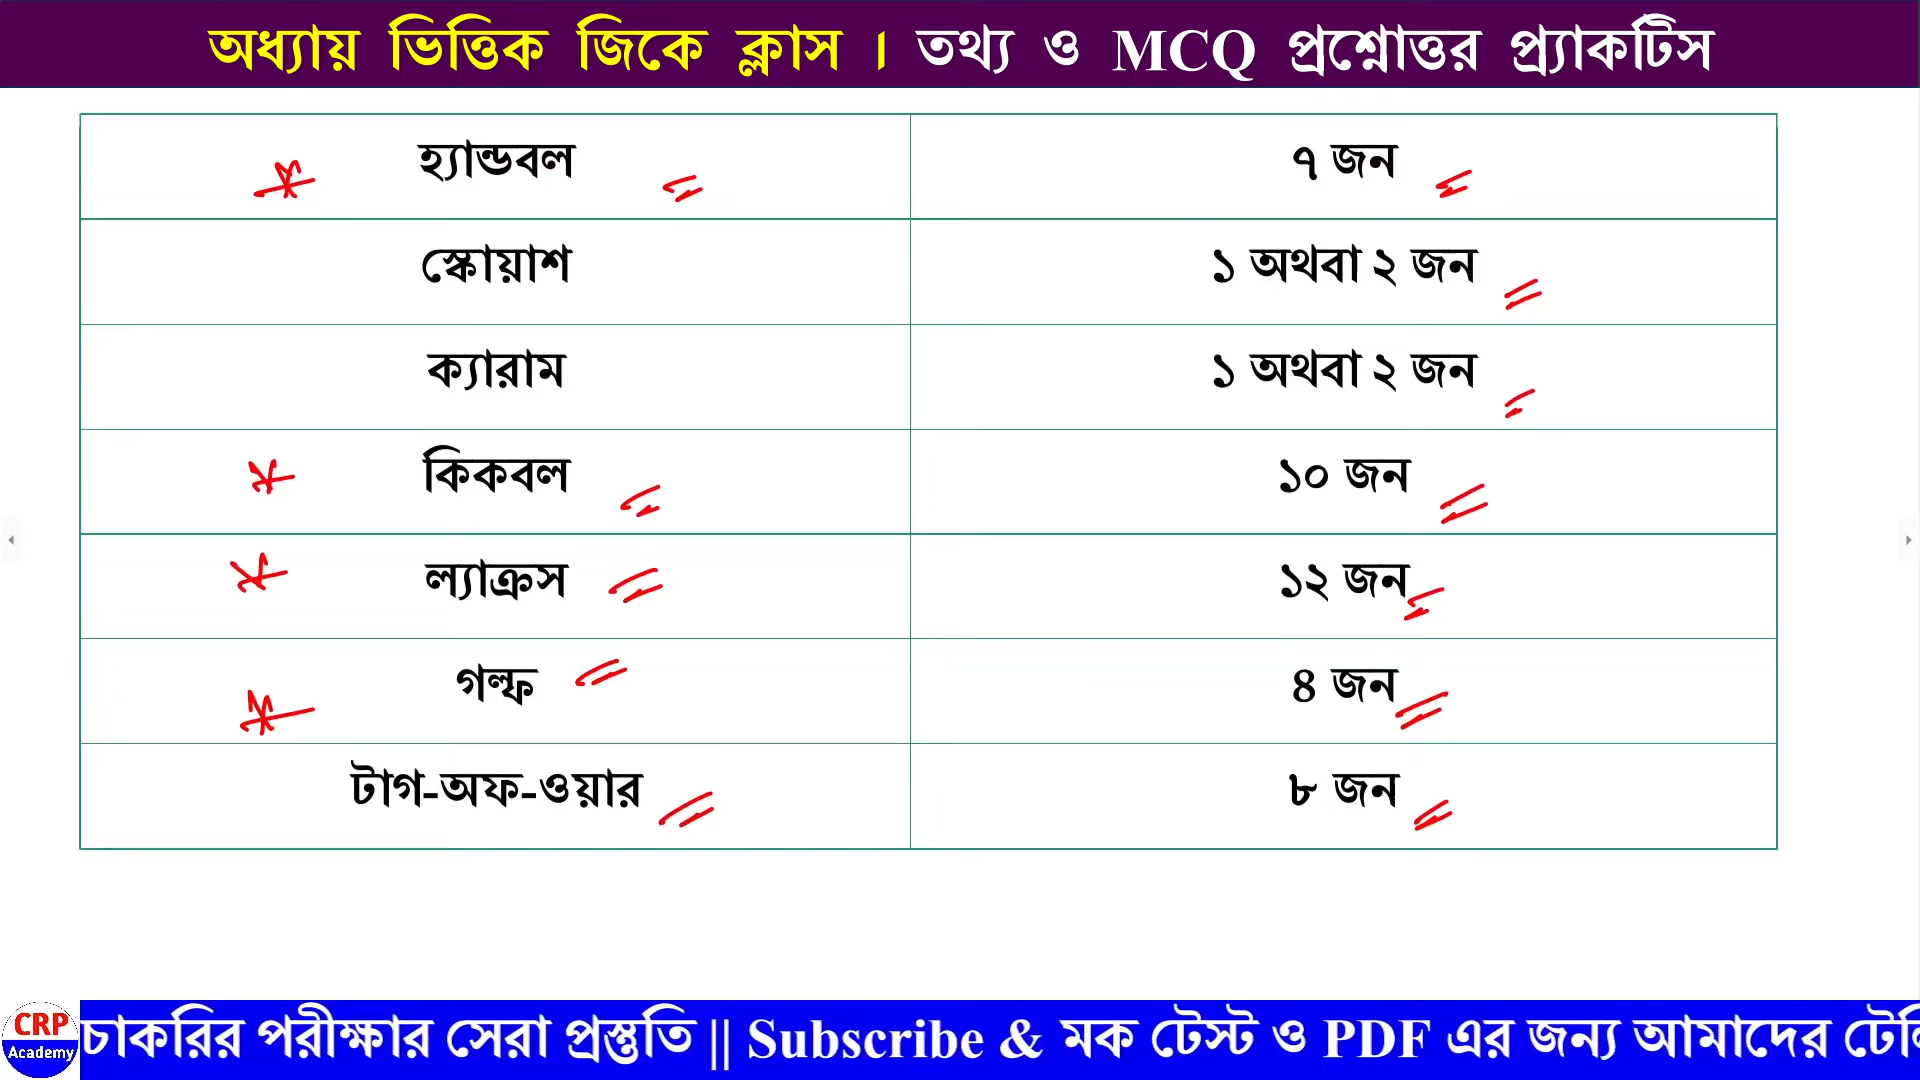 অধ্যায় ভিত্তিক জিকে ক্লাস । তথ্য ও MCQ প্রশ্নোত্তর প্র্যাকটিস
হ্যান্ডবল ৭ জন
স্কোয়াশ ১ অথবা ২ জন
ক্যারাম ১ অথবা ২ জন
কিকবল ১০ জন
ল্যাক্রস ১২ জন
গল্ফ ৪ জন
টাগ-অফ-ওয়ার ৮ জন
CRP
Academy
চাকরির পরীক্ষার সেরা প্রস্তুতি || Subscribe & মক টেস্ট ও PDF এর জন্য আমাদের